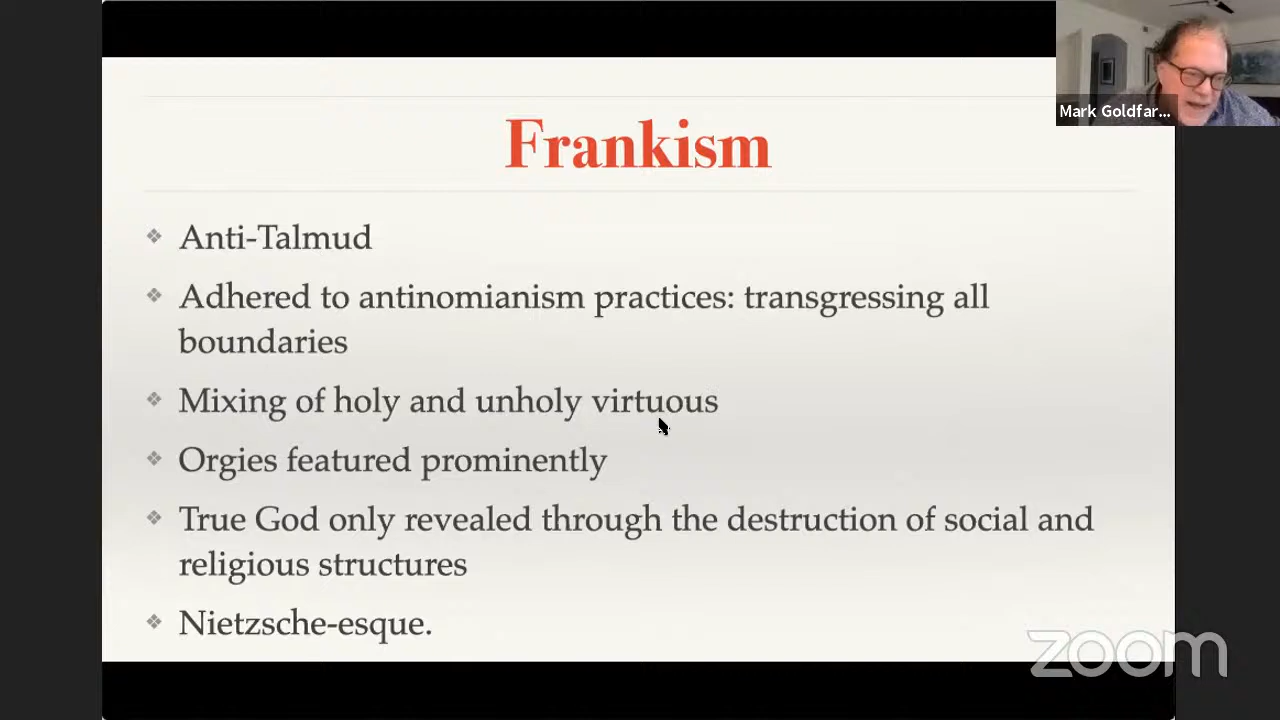 Mark Goldfar...
Frankism
❖ Anti-Talmud
❖ Adhered to antinomianism practices: transgressing all
boundaries
❖ Mixing of holy and unholy virtuous
❖ Orgies featured prominently
❖ True God only revealed through the destruction of social and
religious structures
❖ Nietzsche-esque.
zoom